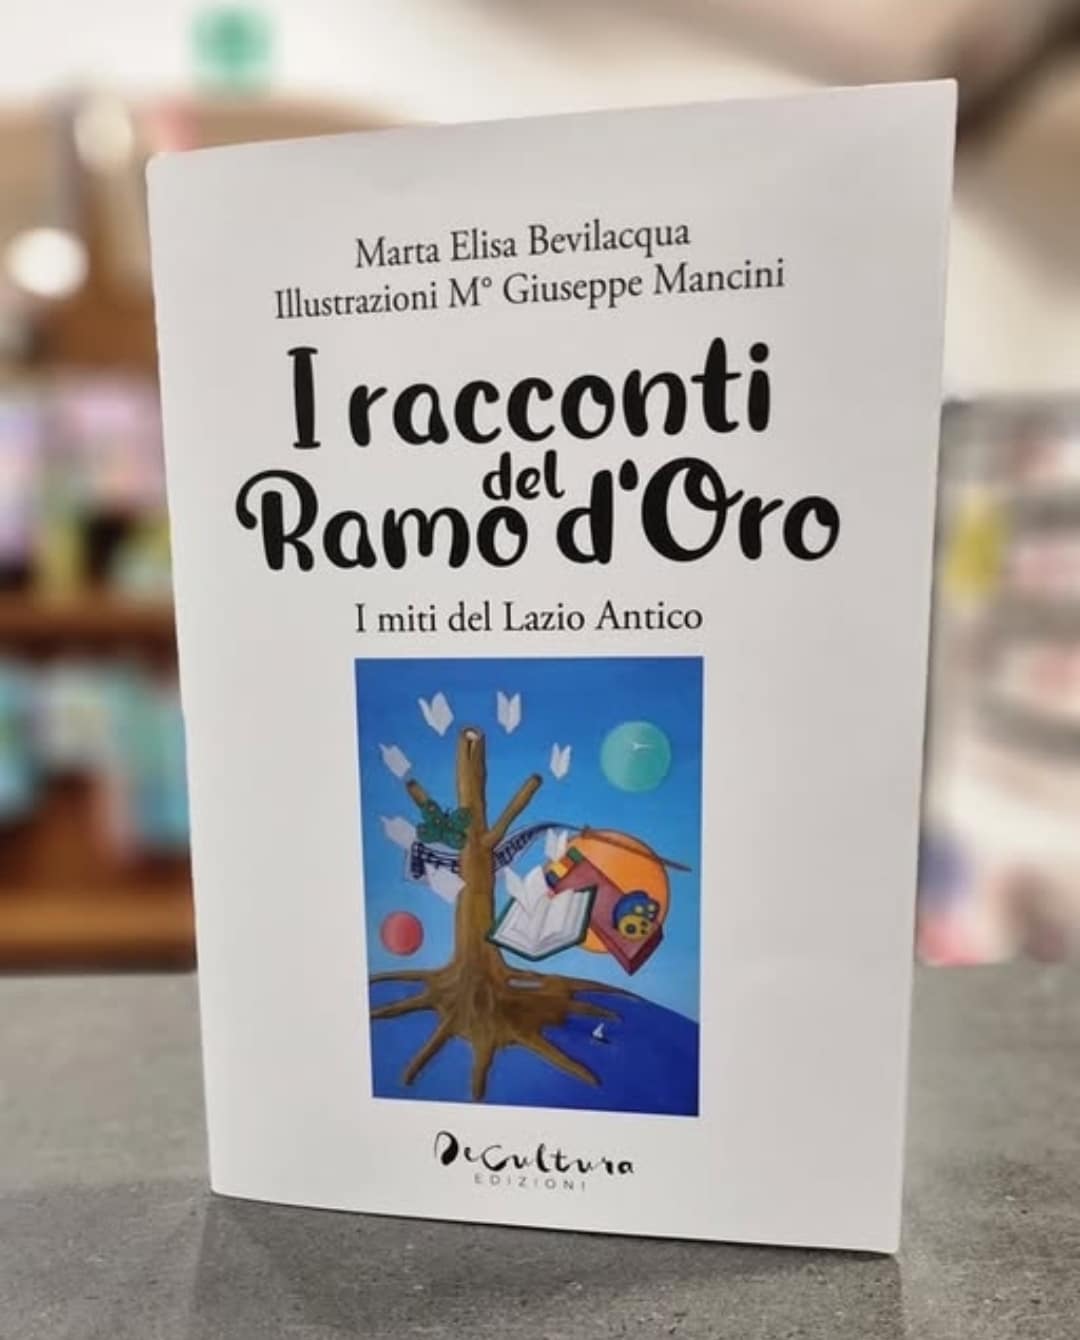 Marta Elisa Bevilacqua
Illustrazioni M° Giuseppe Mancini
I racconti
del
Ramo d'Oro
I miti del Lazio Antico
DeCultura
EDIZIONI